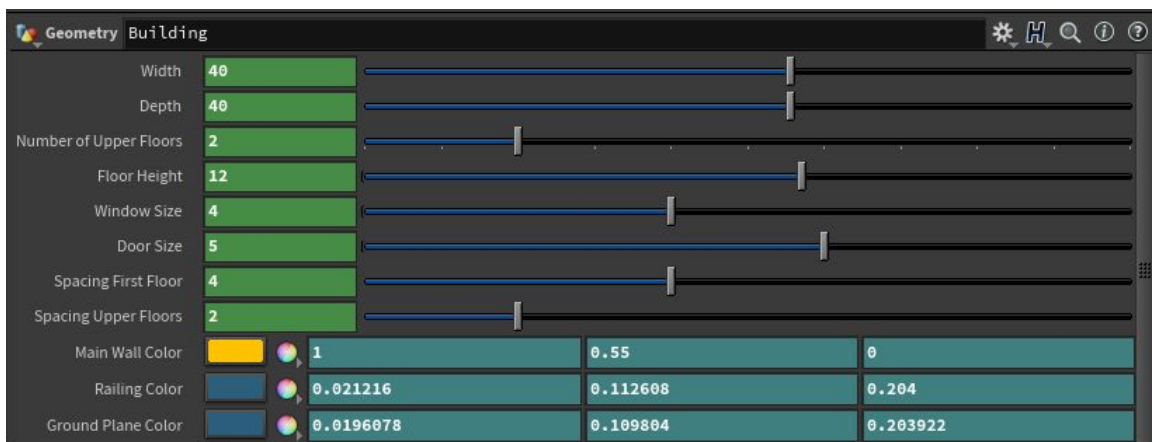 Geometry Building
Width 40
Depth 40
Number of Upper Floors 2
Floor Height 12
Window Size 4
Door Size 5
Spacing First Floor 4
Spacing Upper Floors 2
Main Wall Color 1 0.55 0
Railing Color 0.021216 0.112608 0.204
Ground Plane Color 0.0196078 0.109804 0.203922